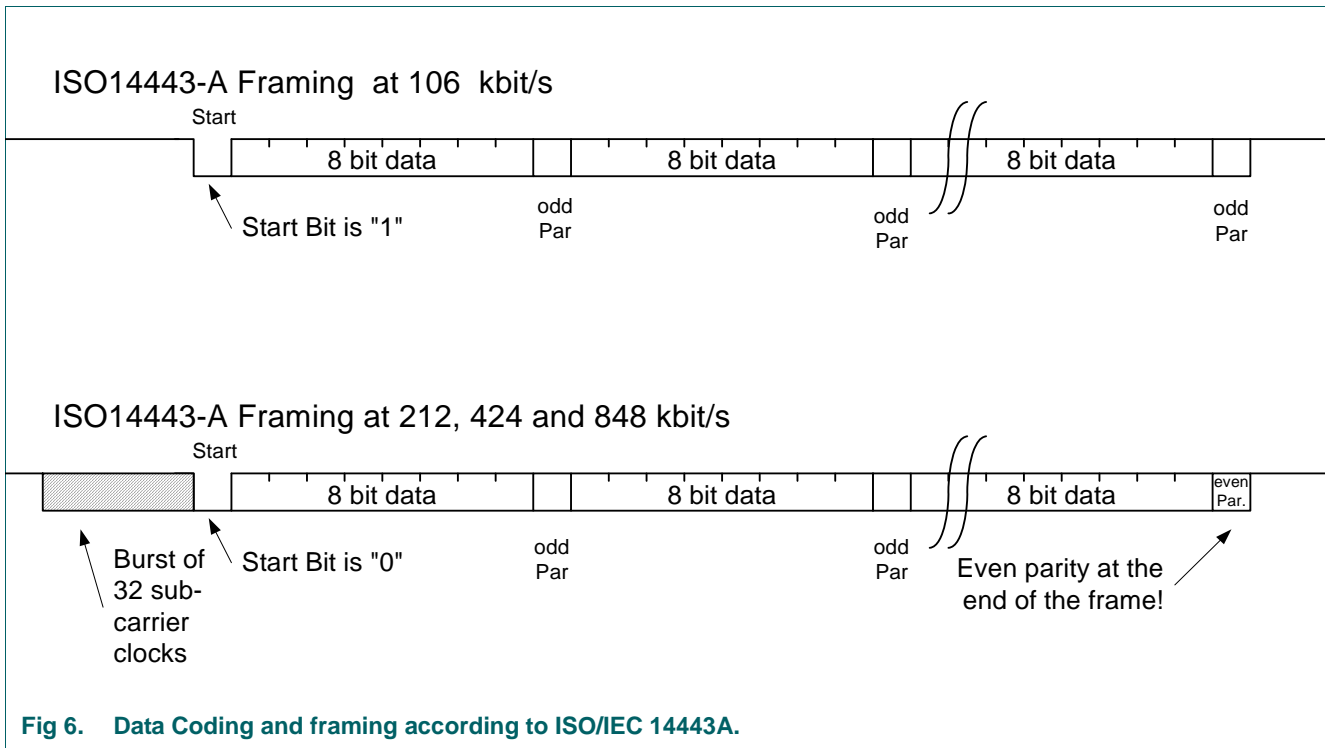 ISO14443-A Framing at 106 kbit/s
Start
8 bit data 8 bit data 8 bit data
odd
Par
odd
Par
odd
Par
Start Bit is "1"
ISO14443-A Framing at 212, 424 and 848 kbit/s
Start
8 bit data 8 bit data 8 bit data
even
Par.
Burst of
32 sub-
carrier
clocks
Start Bit is "0"
odd
Par
odd
Par
Even parity at the
end of the frame!
Fig 6. Data Coding and framing according to ISO/IEC 14443A.